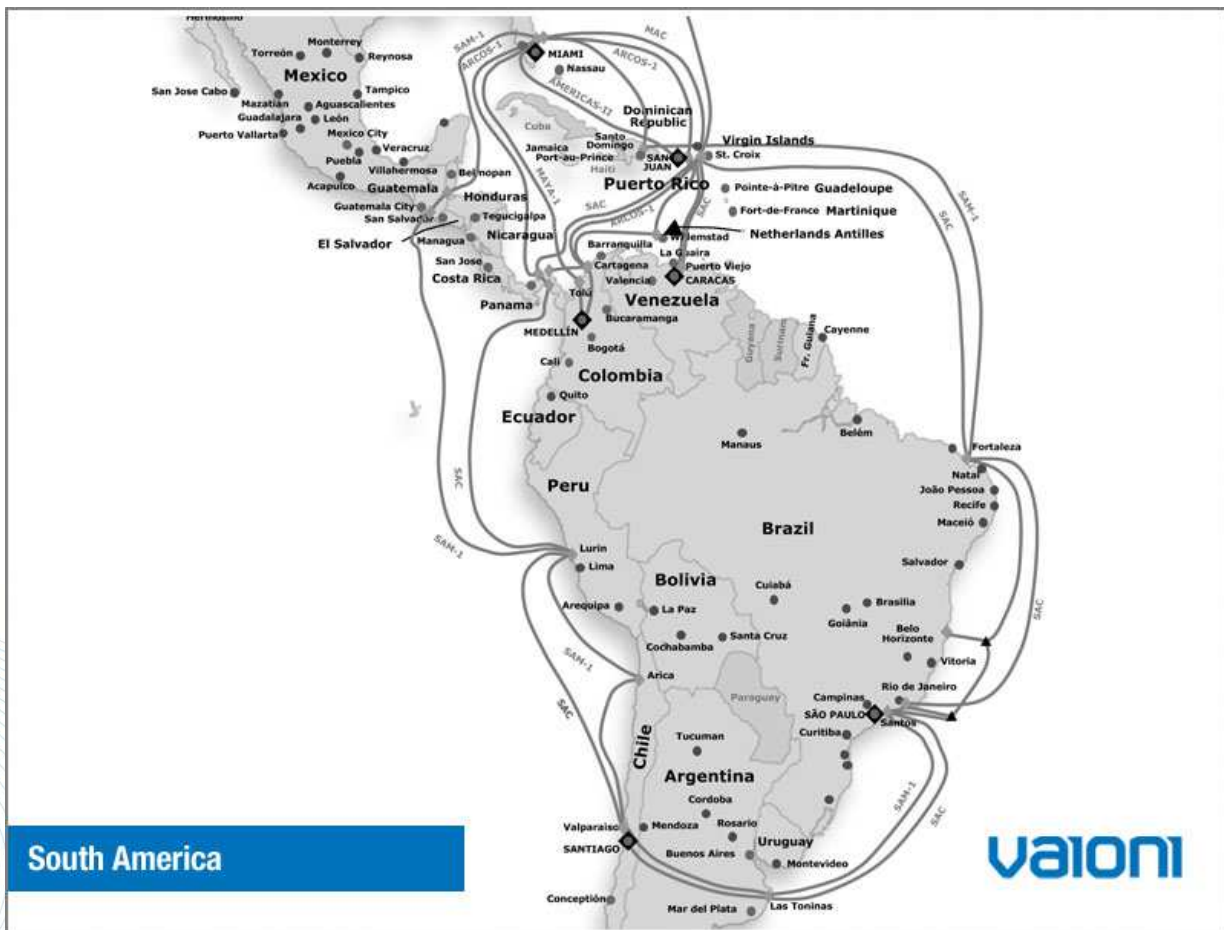 Hermosillo
Monterrey
Torreón
Reynosa
Mexico
San Jose Cabo
Tampico
Mazatlan
Aguascalientes
Guadalajara
León
Puerto Vallarta
Mexico City
Veracruz
Puebla
Villahermosa
Acapulco
Belmopan
Guatemala
Honduras
Guatemala City
San Salvador
Tegucigalpa
El Salvador
Managua
Nicaragua
San Jose
Costa Rica
Panama
SAM-1
ARCOS-1
MIAMI
Nassau
ARCOS-1
MAC
AMERICAS-II
MAYA-1
Cuba
Dominican
Republic
Santo
Domingo
Jamaica
Port-au-Prince
Haiti
SAN
JUAN
Puerto Rico
Virgin Islands
St. Croix
Pointe-à-Pitre Guadeloupe
Fort-de-France Martinique
Netherlands Antilles
SAC
ARCOS-1
SAC
SAM-1
SAC
Barranquilla
Willemstad
La Guaira
Cartagena
Puerto Viejo
Valencia
CARACAS
Tolú
Venezuela
Bucaramanga
MEDELLÍN
Bogotá
Cali
Colombia
Guyana
Surinam
Fr. Guiana
Cayenne
Quito
Ecuador
Manaus
Belém
Fortaleza
Natal
João Pessoa
Recife
Maceió
Peru
Brazil
SAC
SAM-1
Lurin
Lima
Bolivia
Salvador
Cuiabá
Arequipa
La Paz
Brasilia
Goiânia
SAC
Cochabamba
Santa Cruz
Belo
Horizonte
Vitoria
SAM-1
SAC
Arica
Paraguay
Rio de Janeiro
Campinas
SÃO PAULO
Santos
Curitiba
Chile
Tucuman
Argentina
SAM-1
SAC
Cordoba
Valparaiso
Mendoza
Rosario
SANTIAGO
Uruguay
Buenos Aires
Montevideo
Conceptión
Mar del Plata
Las Toninas
South America
vaioni